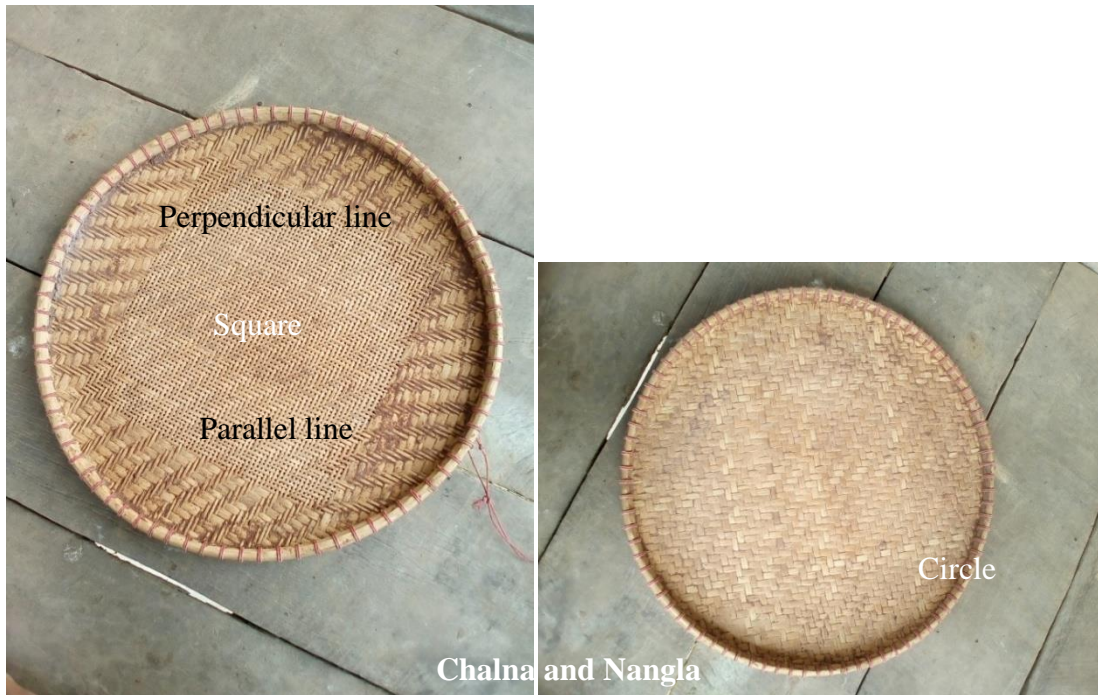 Perpendicular line
Square
Parallel line
Circle
Chalna and Nangla